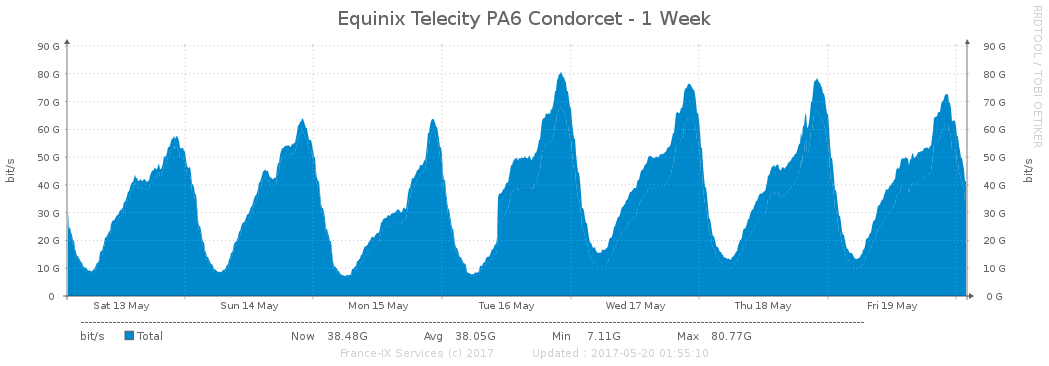 Equinix Telecity PA6 Condorcet - 1 Week
RRDTOOL / TOBI OETIKER
bit/s
90 G
80 G
70 G
60 G
50 G
40 G
30 G
20 G
10 G
0
90 G
80 G
70 G
60 G
50 G
40 G
30 G
20 G
10 G
0 G
bit/s
Sat 13 May Sun 14 May Mon 15 May Tue 16 May Wed 17 May Thu 18 May Fri 19 May
bit/s Total Now 38.48G Avg 38.05G Min 7.11G Max 80.77G
France-IX Services (c) 2017 Updated : 2017-05-20 01:55:10